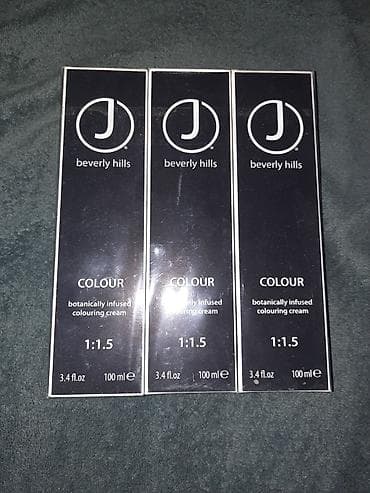 J
beverly hills
COLOUR
botanically infused
colouring cream
1:1.5
3.4 fl.oz 100 ml e
J
beverly hills
COLOUR
infused
cream
1:1.5
3.4 fl.oz 100 ml e
J
beverly hills
COLOUR
botanically infused
colouring cream
1:1.5
3.4 fl.oz 100 ml e